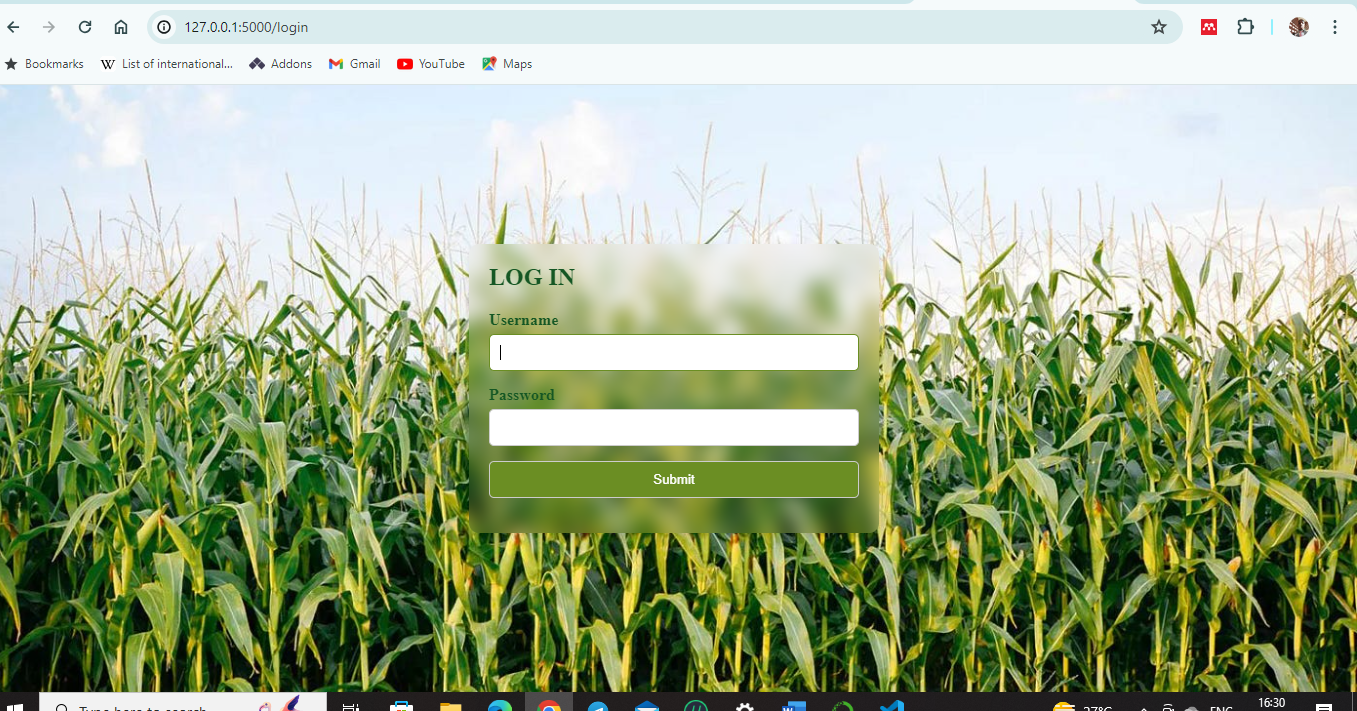 127.0.0.1:5000/login
Bookmarks W List of international... Addons Gmail YouTube Maps
LOG IN
Username
Password
Submit
Type here to search
27°C ENG 16:30